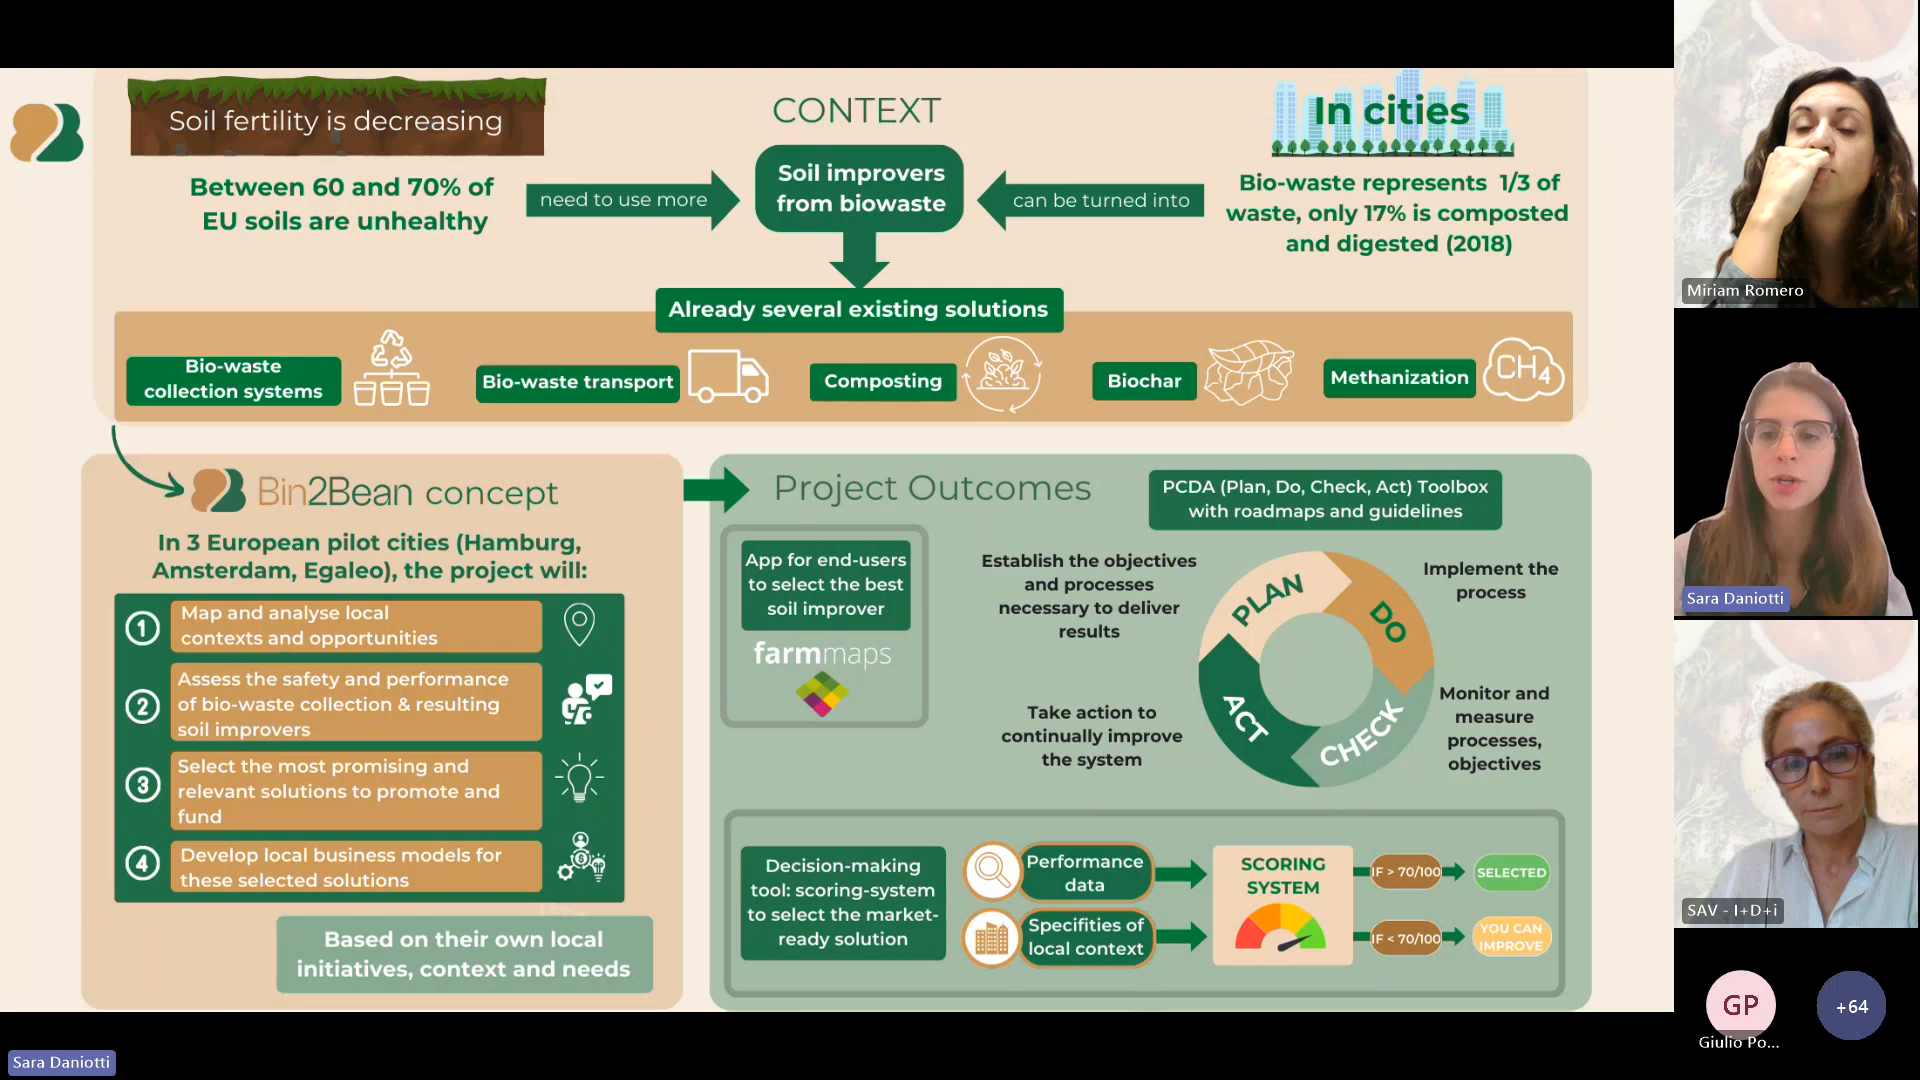 Soil fertility is decreasing
Between 60 and 70% of
EU soils are unhealthy
need to use more
CONTEXT
Soil improvers
from biowaste
can be turned into
In cities
Bio-waste represents 1/3 of
waste, only 17% is composted
and digested (2018)
Already several existing solutions
Bio-waste
collection systems
Bio-waste transport
Composting
Biochar
Methanization
CH4
Bin2Bean concept
In 3 European pilot cities (Hamburg,
Amsterdam, Egaleo), the project will:
1
Map and analyse local
contexts and opportunities
2
Assess the safety and performance
of bio-waste collection & resulting
soil improvers
3
Select the most promising and
relevant solutions to promote and
fund
4
Develop local business models for
these selected solutions
Based on their own local
initiatives, context and needs
Project Outcomes
App for end-users
to select the best
soil improver
farmmaps
PCDA (Plan, Do, Check, Act) Toolbox
with roadmaps and guidelines
Establish the objectives
and processes
necessary to deliver
results
PLAN
DO
Implement the
process
Take action to
continually improve
the system
ACT
CHECK
Monitor and
measure
processes,
objectives
Decision-making
tool: scoring-system
to select the market-
ready solution
Performance
data
Specifities of
local context
SCORING
SYSTEM
IF > 70/100
SELECTED
IF < 70/100
YOU CAN
IMPROVE
Miriam Romero
Sara Daniotti
SAV - I+D+i
GP
Giulio Po...
+64
Sara Daniotti